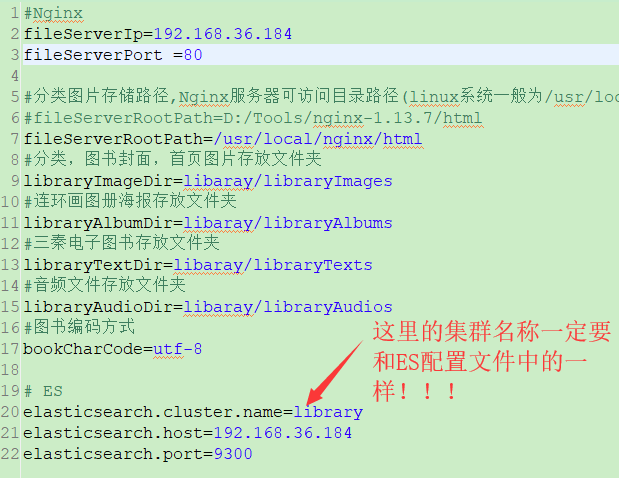 1 #Nginx
2 fileServerIp=192.168.36.184
3 fileServerPort =80
4
5 #分类图片存储路径,Nginx服务器可访问目录路径(linux系统一般为/usr/loc
6 #fileServerRootPath=D:/Tools/nginx-1.13.7/html
7 fileServerRootPath=/usr/local/nginx/html
8 #分类，图书封面，首页图片存放文件夹
9 libraryImageDir=libaray/libraryImages
10 #连环画图册海报存放文件夹
11 libraryAlbumDir=libaray/libraryAlbums
12 #三秦电子图书存放文件夹
13 libraryTextDir=libaray/libraryTexts
14 #音频文件存放文件夹
15 libraryAudioDir=libaray/libraryAudios
16 #图书编码方式
17 bookCharCode=utf-8
18
19 # ES
20 elasticsearch.cluster.name=library
21 elasticsearch.host=192.168.36.184
22 elasticsearch.port=9300
这里的集群名称一定要
和ES配置文件中的一
样！！！